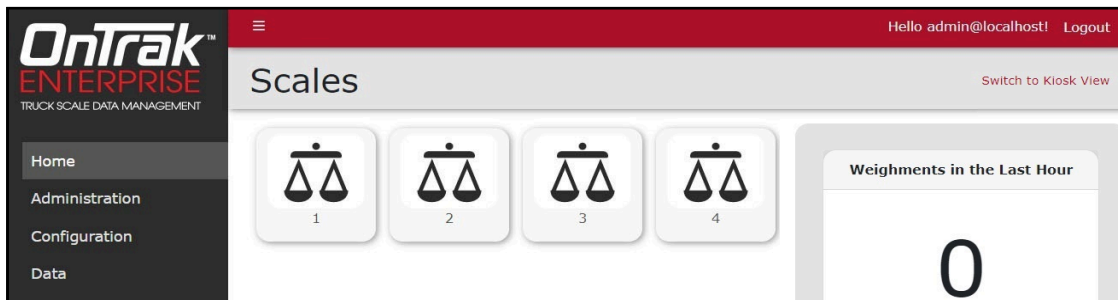 OnTrak™
ENTERPRISE
TRUCK SCALE DATA MANAGEMENT
Home
Administration
Configuration
Data
Hello admin@localhost! Logout
Scales
Switch to Kiosk View
1 2 3 4
Weighments in the Last Hour
0